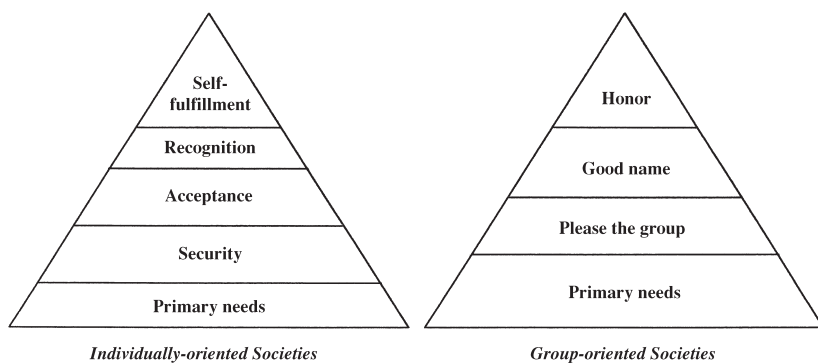 Self-
fulfillment
Recognition
Acceptance
Security
Primary needs
Individually-oriented Societies
Honor
Good name
Please the group
Primary needs
Group-oriented Societies